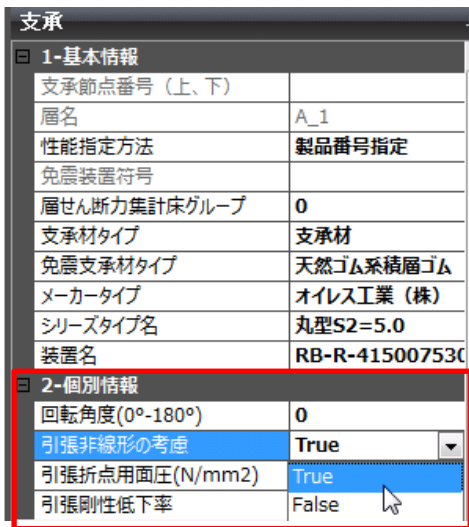 支承
1-基本情報
支承節点番号（上、下）
層名 A_1
性能指定方法 製品番号指定
免震装置符号
層せん断力集計床グループ 0
支承材タイプ 支承材
免震支承材タイプ 天然ゴム系積層ゴム
メーカータイプ オイレス工業（株）
シリーズタイプ名 丸型S2=5.0
装置名 RB-R-415007530
2-個別情報
回転角度(0º-180º) 0
引張非線形の考慮 True
引張折点用面圧(N/mm2) True
引張剛性低下率 False